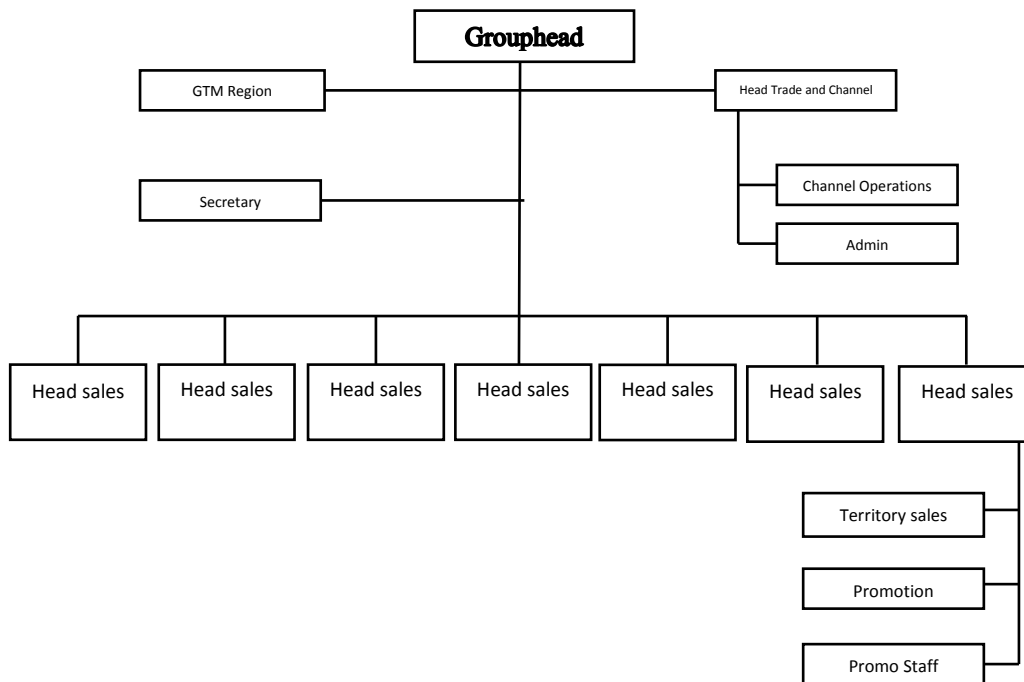 Grouphead
GTM Region
Head Trade and Channel
Secretary
Channel Operations
Admin
Head sales
Head sales
Head sales
Head sales
Head sales
Head sales
Head sales
Territory sales
Promotion
Promo Staff